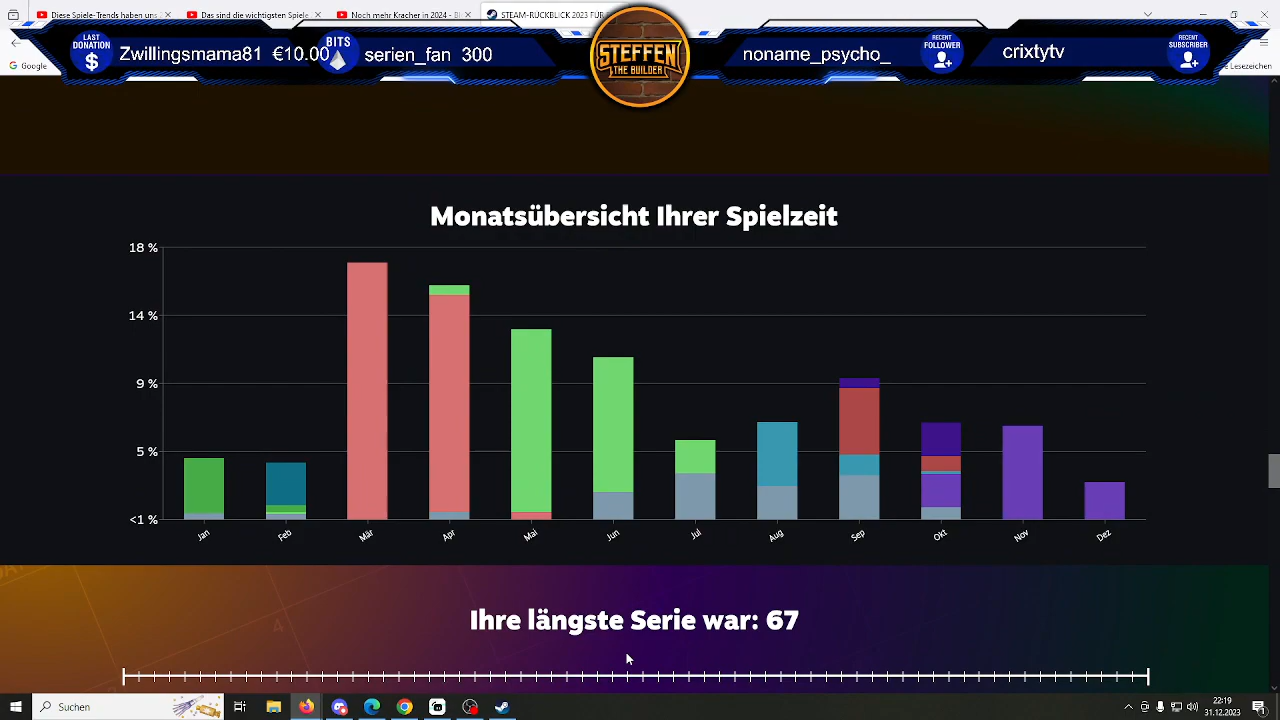 Diese Spiele-Trends haben un
Das sind die wichtigsten Spiele
Noch mehr Kracher in 2024 - B
STEAM-RÜCKBLICK 2023 FÜR
Google
Lesezeichen
LAST
DONATION
$
Zwillingsmama81 €10.00
BITS
serien_fan 300
STEFFEN
THE BUILDER
noname_psycho_
RECENT
FOLLOWER
crixtytv
RECENT
SUBSCRIBER
Monatsübersicht Ihrer Spielzeit
18 %
14 %
9 %
5 %
<1 %
Jan Feb Mär Apr Mai Jun Jul Aug Sep Okt Nov Dez
Ihre längste Serie war: 67
4
Suchen
22:19
31.12.2023